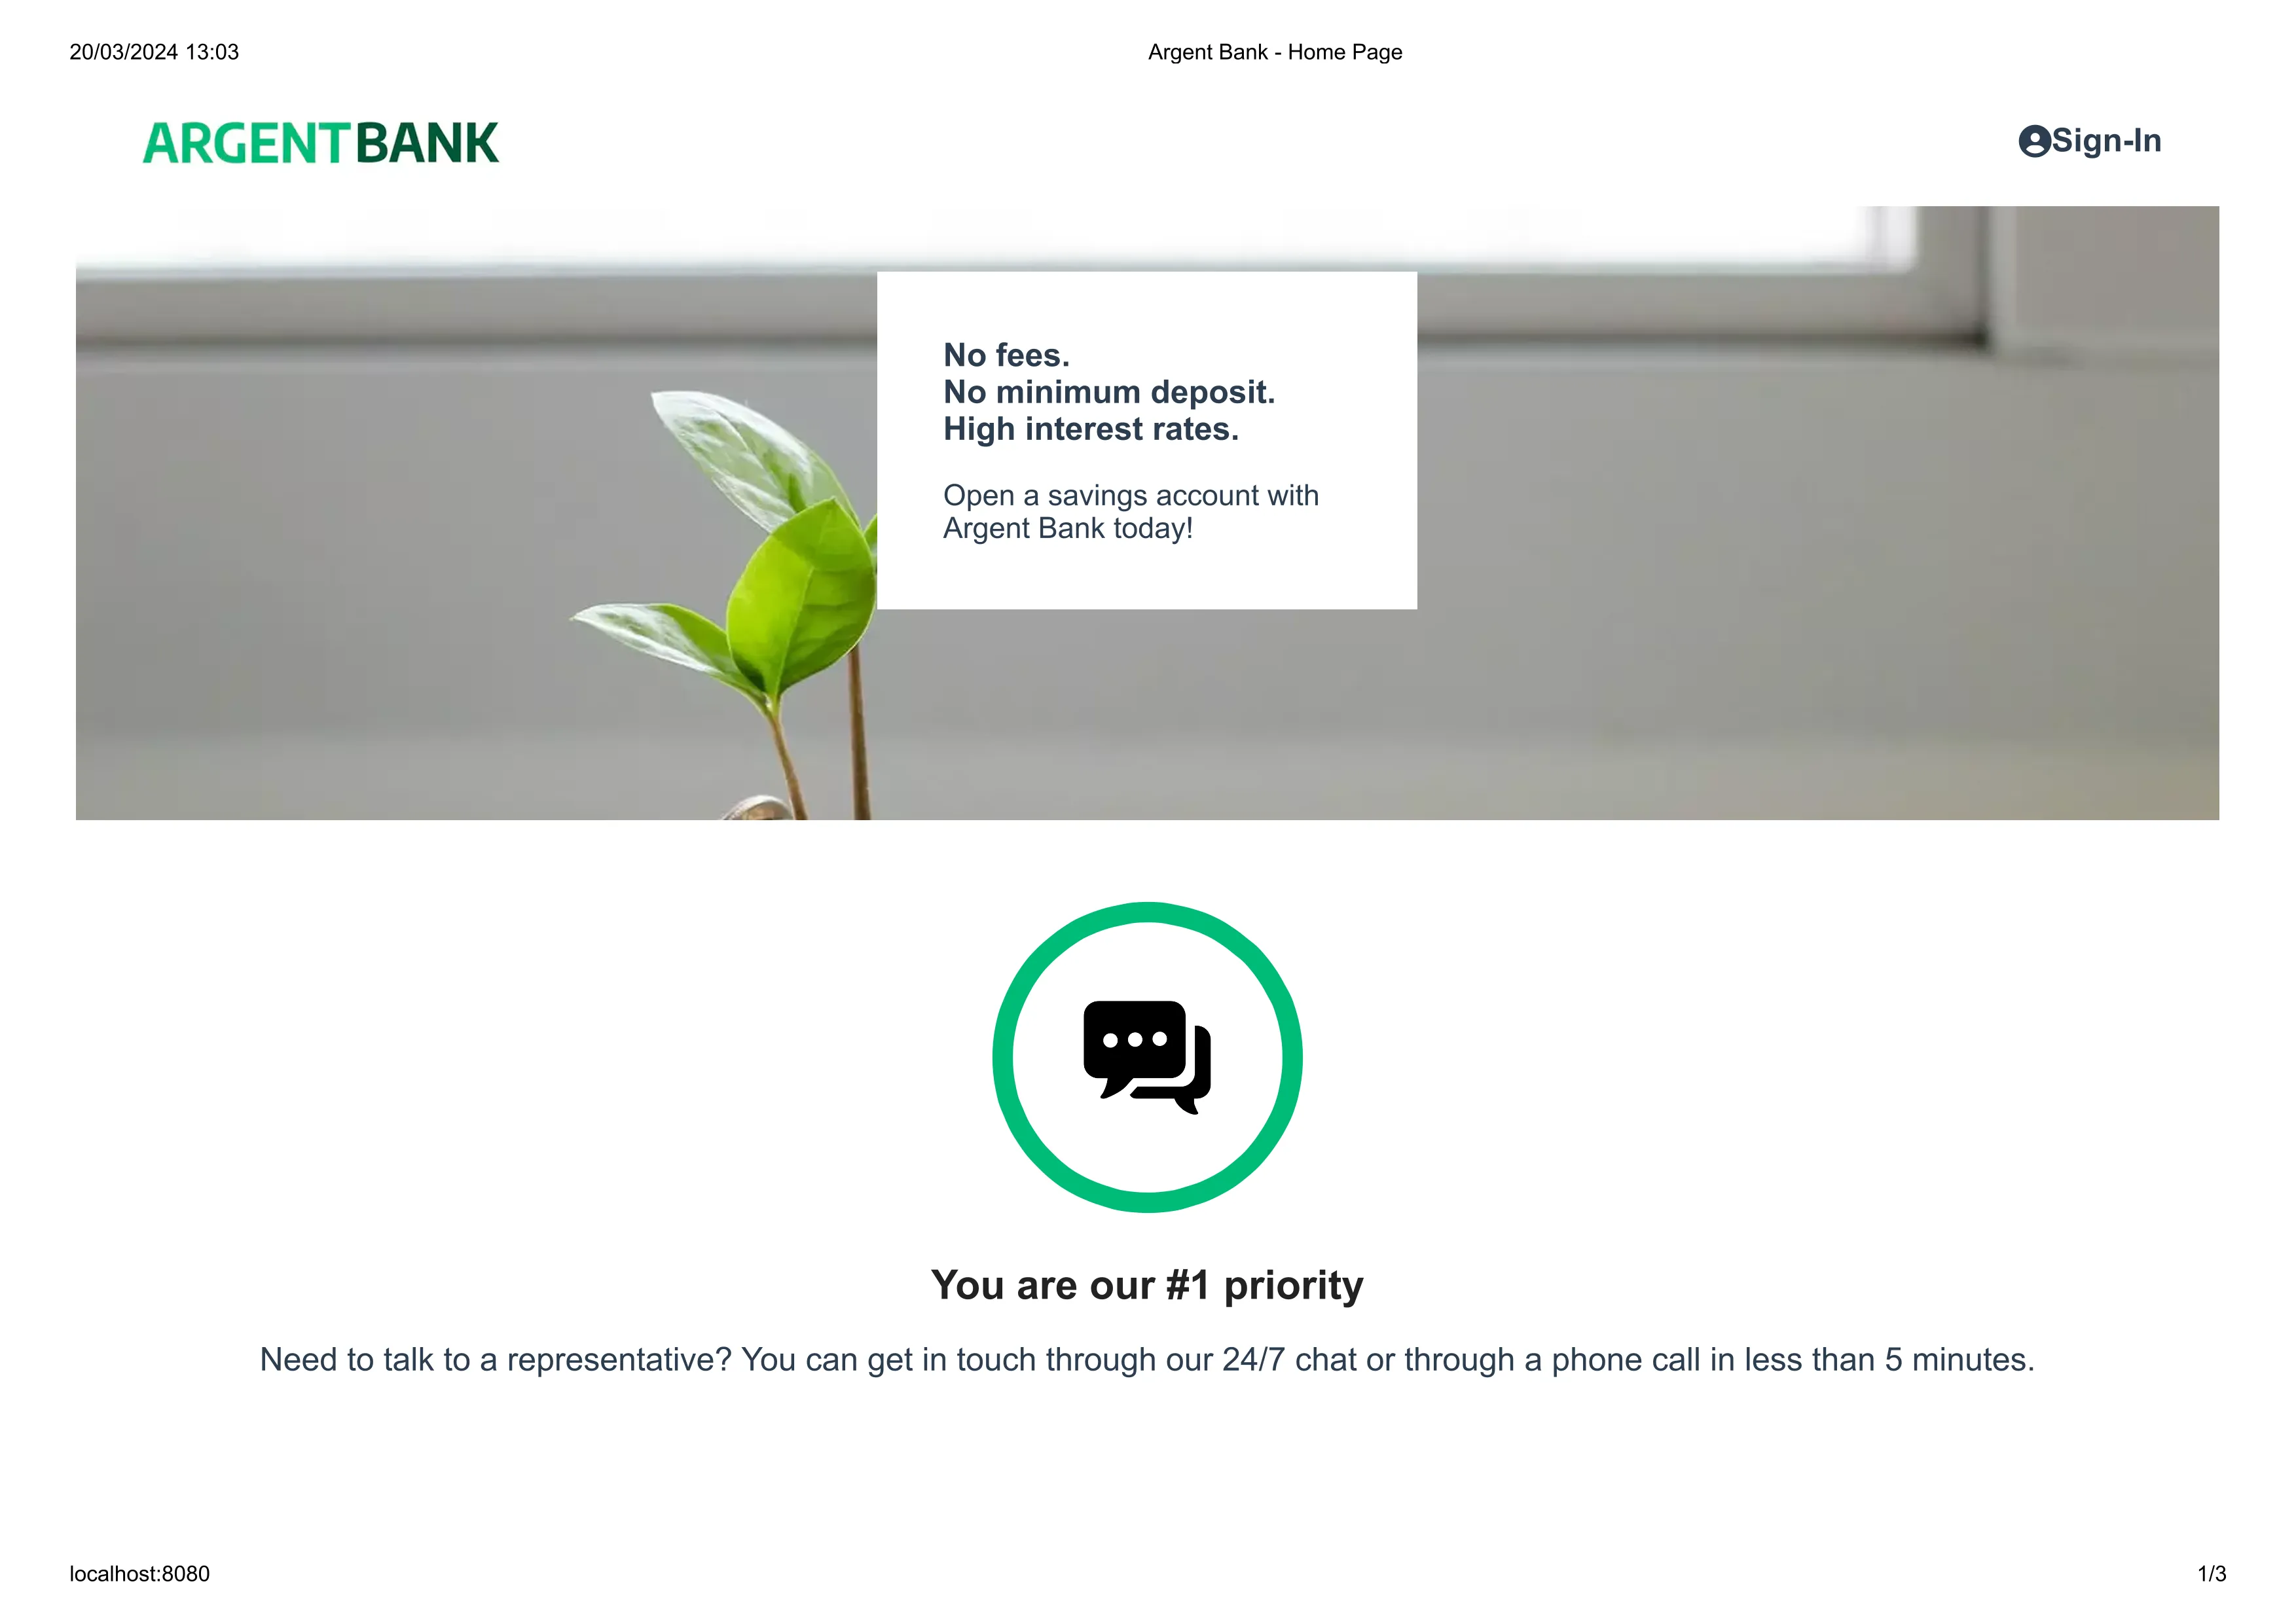 20/03/2024 13:03
Argent Bank - Home Page
ARGENTBANK
Sign-In
No fees.
No minimum deposit.
High interest rates.
Open a savings account with
Argent Bank today!
You are our #1 priority
Need to talk to a representative? You can get in touch through our 24/7 chat or through a phone call in less than 5 minutes.
localhost:8080
1/3